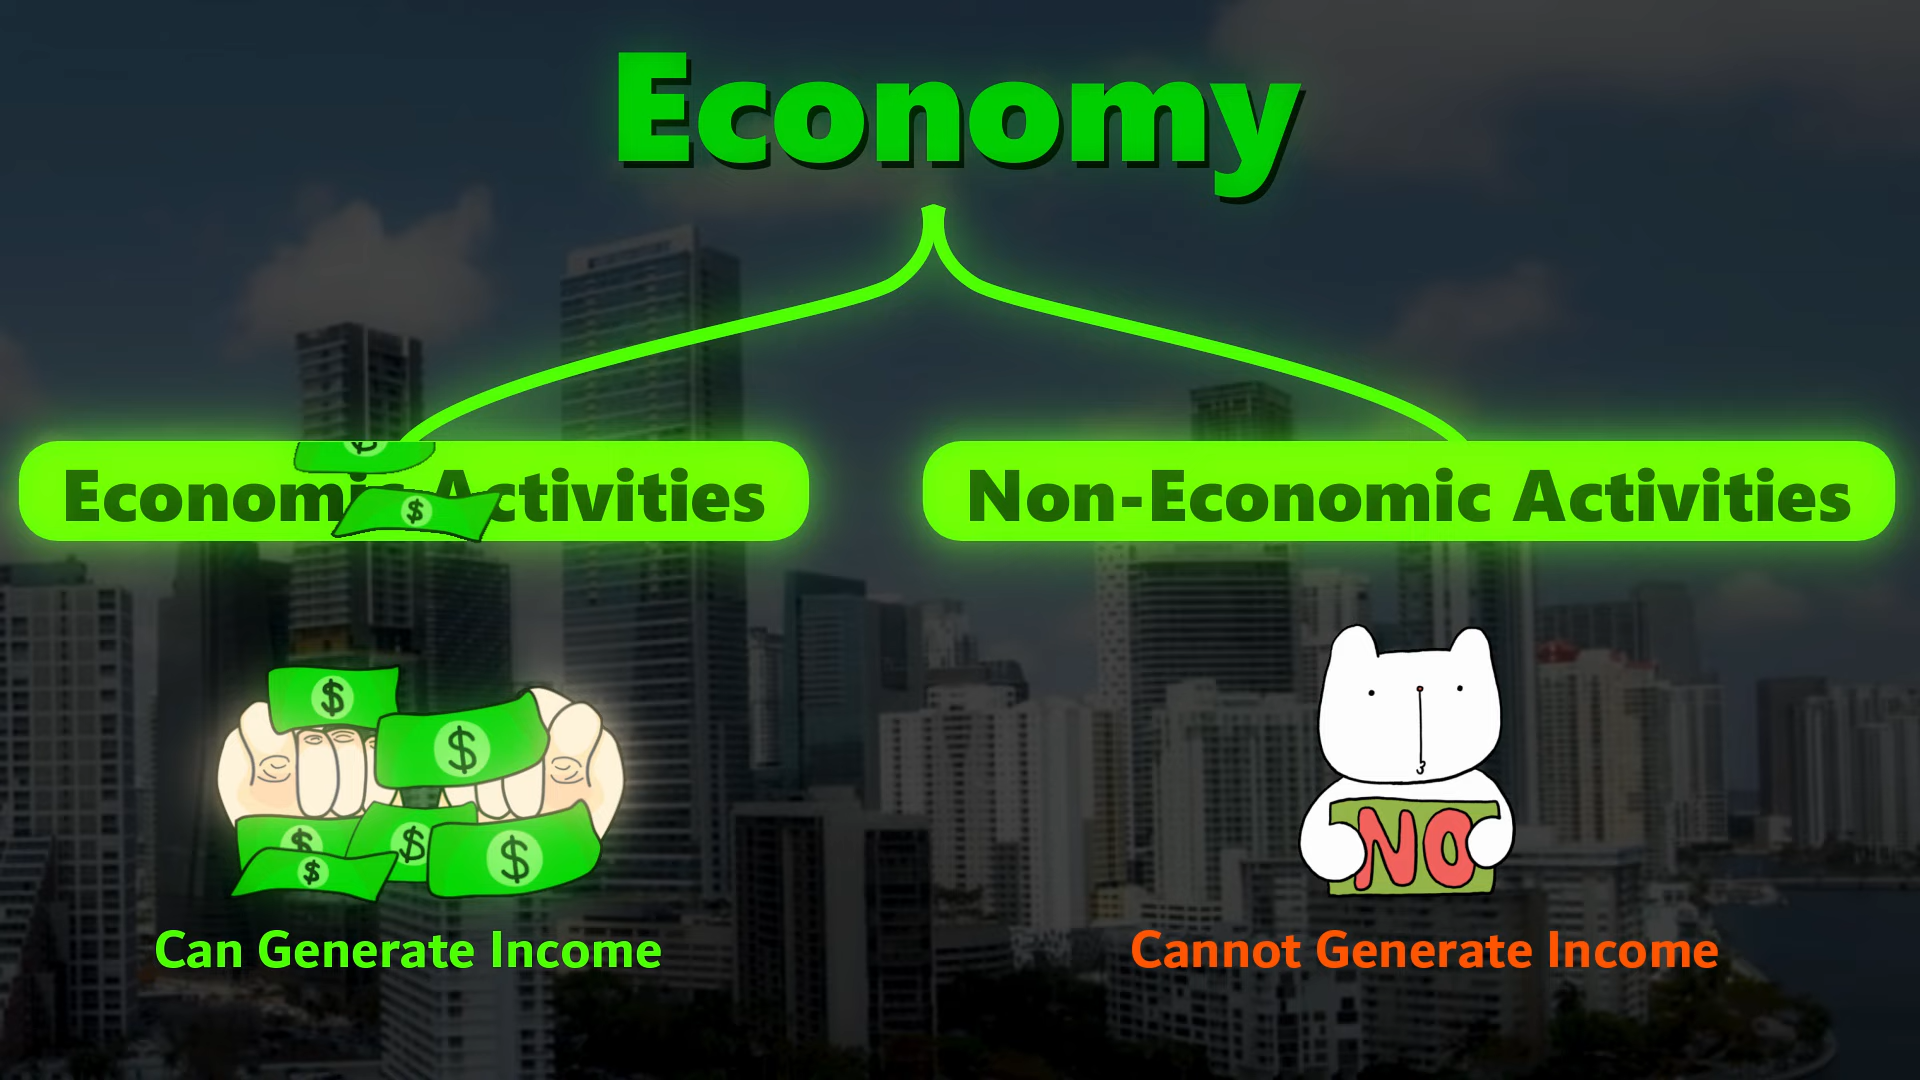 Economy
Economic Activities
Non-Economic Activities
$
$
$
$
$
$
$
$
NO
Can Generate Income
Cannot Generate Income